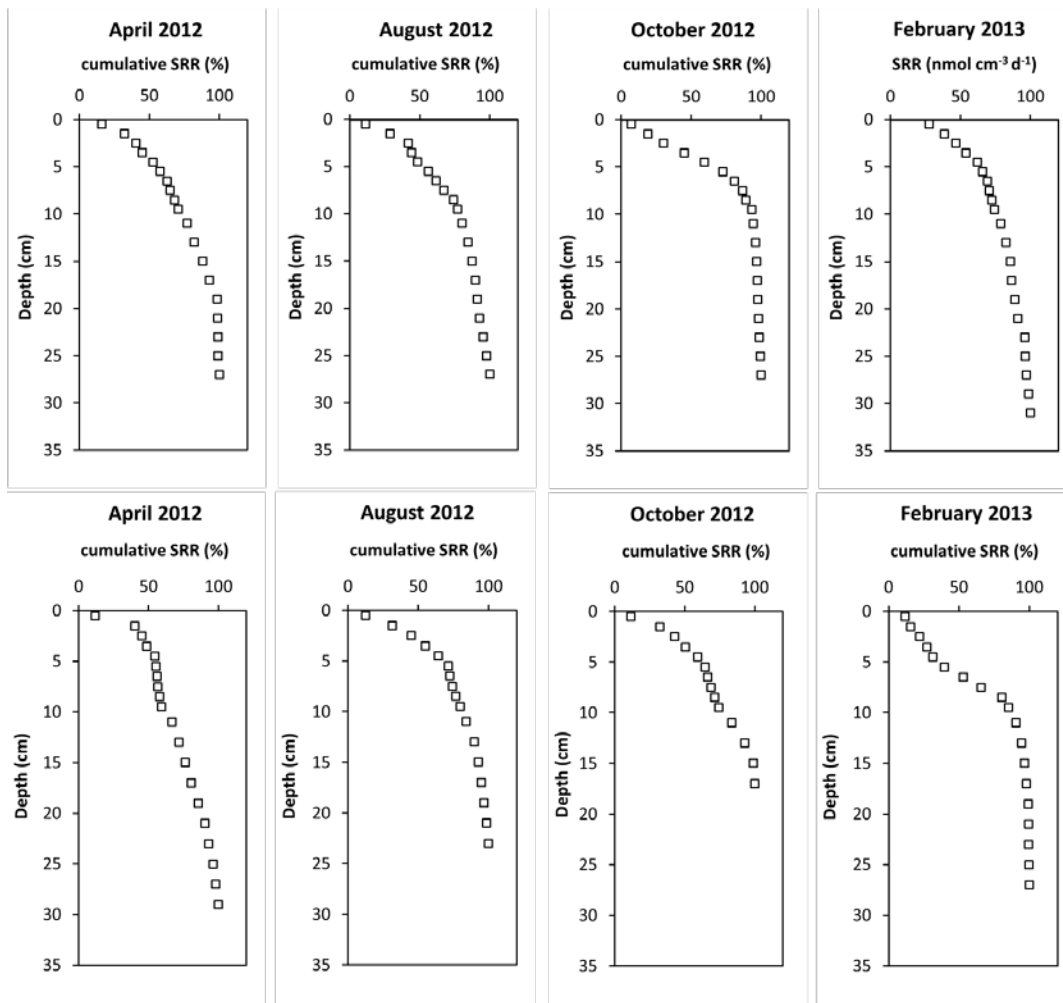 April 2012
cumulative SRR (%)
0 50 100
0
5
10
15
20
25
30
35
Depth (cm)
August 2012
cumulative SRR (%)
0 50 100
0
5
10
15
20
25
30
35
Depth (cm)
October 2012
cumulative SRR (%)
0 50 100
0
5
10
15
20
25
30
35
Depth (cm)
February 2013
SRR (nmol cm⁻³ d⁻¹)
0 50 100
0
5
10
15
20
25
30
35
Depth (cm)
April 2012
cumulative SRR (%)
0 50 100
0
5
10
15
20
25
30
35
Depth (cm)
August 2012
cumulative SRR (%)
0 50 100
0
5
10
15
20
25
30
35
Depth (cm)
October 2012
cumulative SRR (%)
0 50 100
0
5
10
15
20
25
30
35
Depth (cm)
February 2013
cumulative SRR (%)
0 50 100
0
5
10
15
20
25
30
35
Depth (cm)